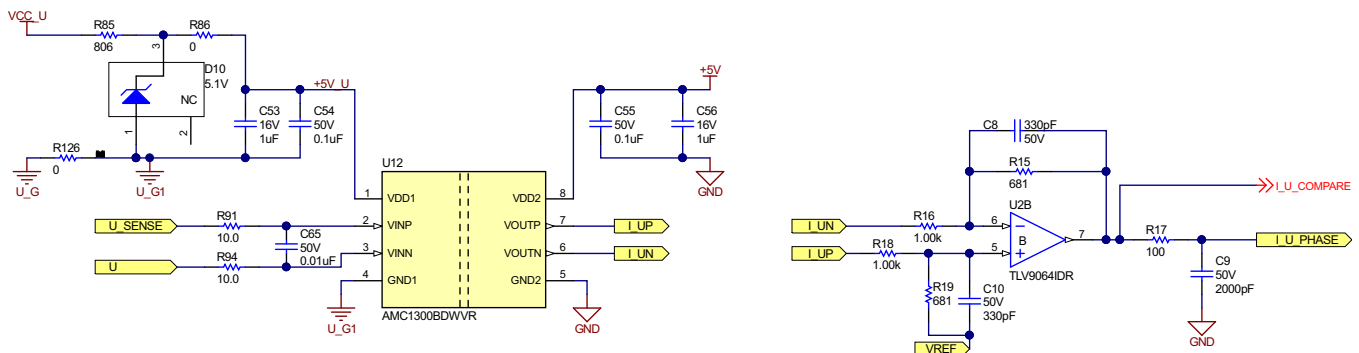 VCC_U
R85
806
R86
0
3
D10
5.1V
NC
1
2
R126
0
U_G
U_G1
+5V_U
C53
16V
1uF
C54
50V
0.1uF
+5V
C55
50V
0.1uF
C56
16V
1uF
GND
U12
1
VDD1
VDD2
8
U_SENSE
R91
10.0
2
VINP
VOUTP
7
I_UP
C65
50V
0.01uF
U
R94
10.0
3
VINN
VOUTN
6
I_UN
4
GND1
GND2
5
U_G1
AMC1300BDWVR
GND
C8
330pF
50V
R15
681
I_U_COMPARE
U2B
I_UN
R16
1.00k
6
B
7
R17
100
I_U_PHASE
I_UP
R18
1.00k
5
TLV9064IDR
R19
681
C10
50V
330pF
C9
50V
2000pF
VREF
GND